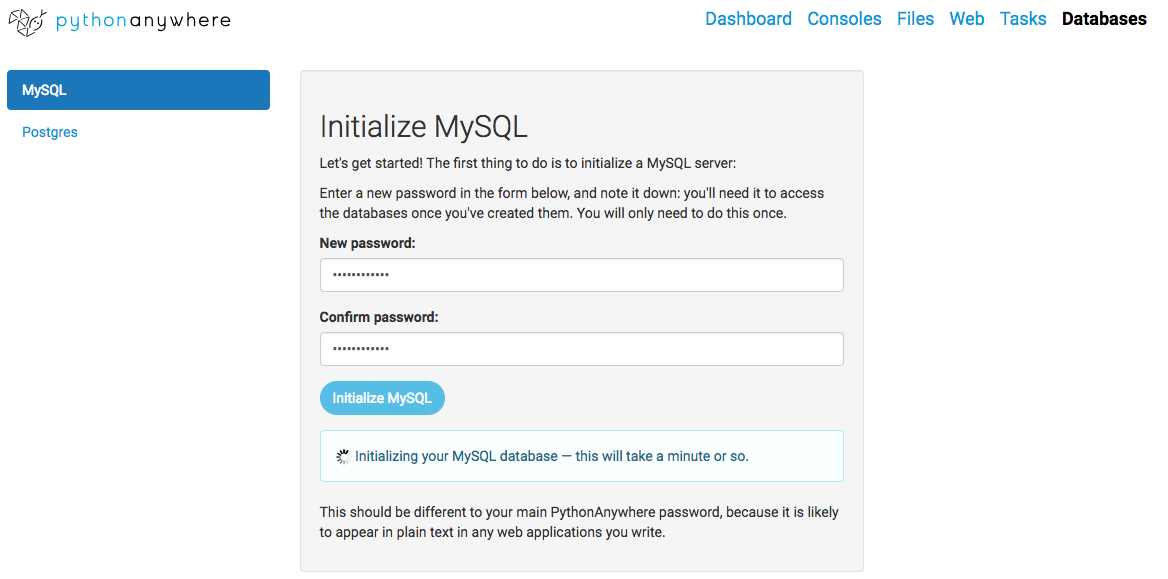 pythonanywhere
Dashboard Consoles Files Web Tasks Databases
MySQL
Postgres
Initialize MySQL
Let's get started! The first thing to do is to initialize a MySQL server:
Enter a new password in the form below, and note it down: you'll need it to access
the databases once you've created them. You will only need to do this once.
New password:
••••••••••••
Confirm password:
••••••••••••
Initialize MySQL
Initializing your MySQL database — this will take a minute or so.
This should be different to your main PythonAnywhere password, because it is likely
to appear in plain text in any web applications you write.